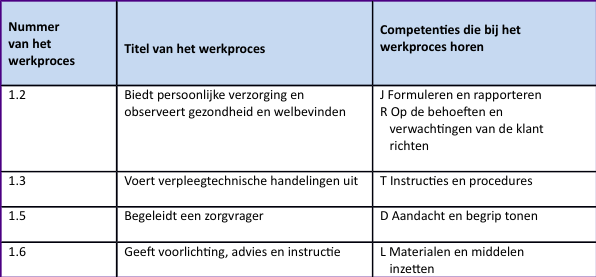 Nummer
van het
werkproces
Titel van het werkproces
Competenties die bij het
werkproces horen
1.2
Biedt persoonlijke verzorging en
observeert gezondheid en welbevinden
J Formuleren en rapporteren
R Op de behoeften en
verwachtingen van de klant
richten
1.3
Voert verpleegtechnische handelingen uit
T Instructies en procedures
1.5
Begeleidt een zorgvrager
D Aandacht en begrip tonen
1.6
Geeft voorlichting, advies en instructie
L Materialen en middelen
inzetten